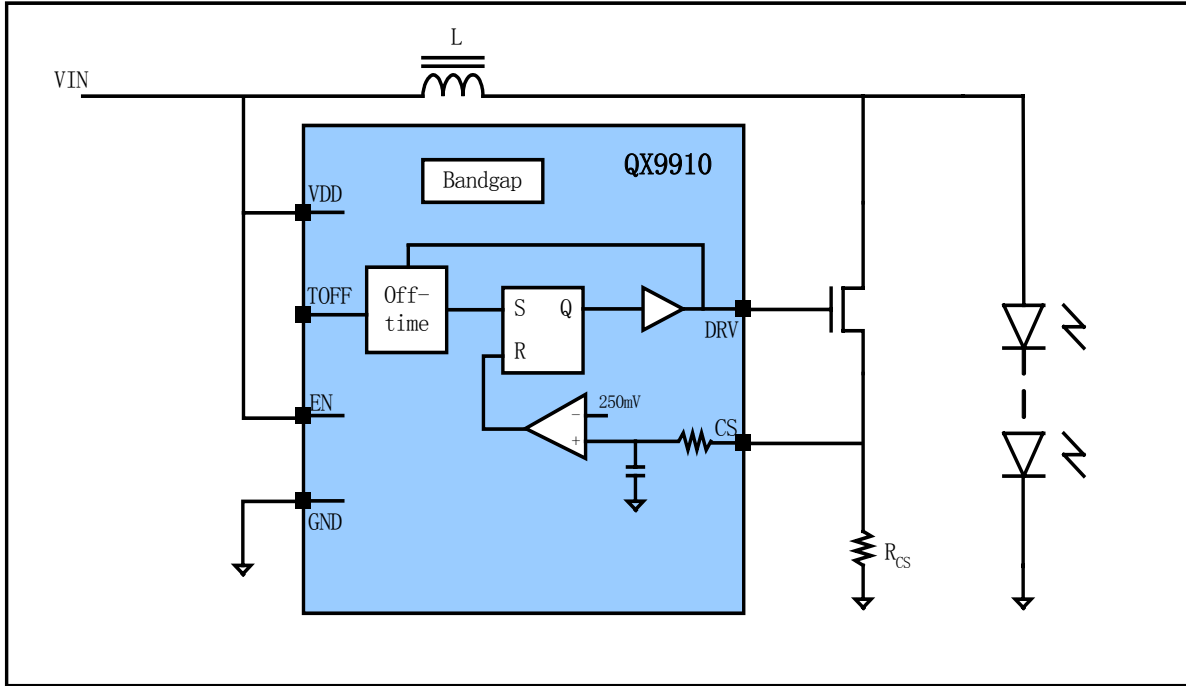 L
VIN
QX9910
Bandgap
VDD
TOFF
Off-
time
S
Q
R
DRV
EN
250mV
-
+
CS
GND
RCS